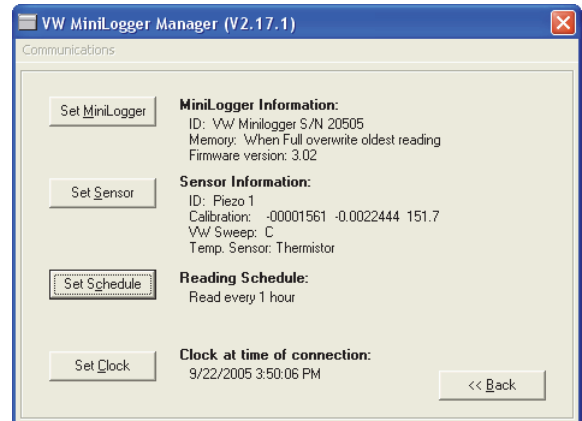 VW MiniLogger Manager (V2.17.1)
Communications
Set MiniLogger
MiniLogger Information:
ID: VW Minilogger S/N 20505
Memory: When Full overwrite oldest reading
Firmware version: 3.02
Set Sensor
Sensor Information:
ID: Piezo 1
Calibration: -00001561 -0.0022444 151.7
VW Sweep: C
Temp. Sensor: Thermistor
Set Schedule
Reading Schedule:
Read every 1 hour
Set Clock
Clock at time of connection:
9/22/2005 3:50:06 PM
<< Back